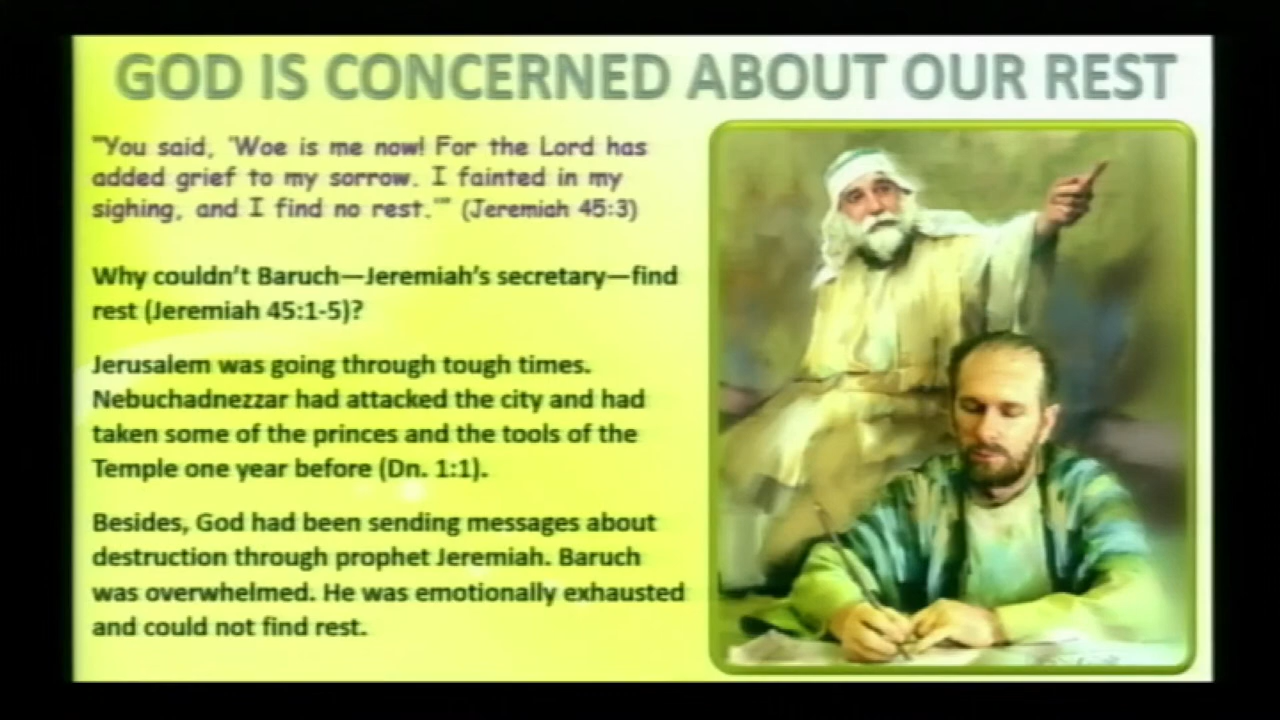 GOD IS CONCERNED ABOUT OUR REST
"You said, 'Woe is me now! For the Lord has
added grief to my sorrow. I fainted in my
sighing, and I find no rest.'" (Jeremiah 45:3)
Why couldn't Baruch—Jeremiah's secretary—find
rest (Jeremiah 45:1-5)?
Jerusalem was going through tough times.
Nebuchadnezzar had attacked the city and had
taken some of the princes and the tools of the
Temple one year before (Dn. 1:1).
Besides, God had been sending messages about
destruction through prophet Jeremiah. Baruch
was overwhelmed. He was emotionally exhausted
and could not find rest.